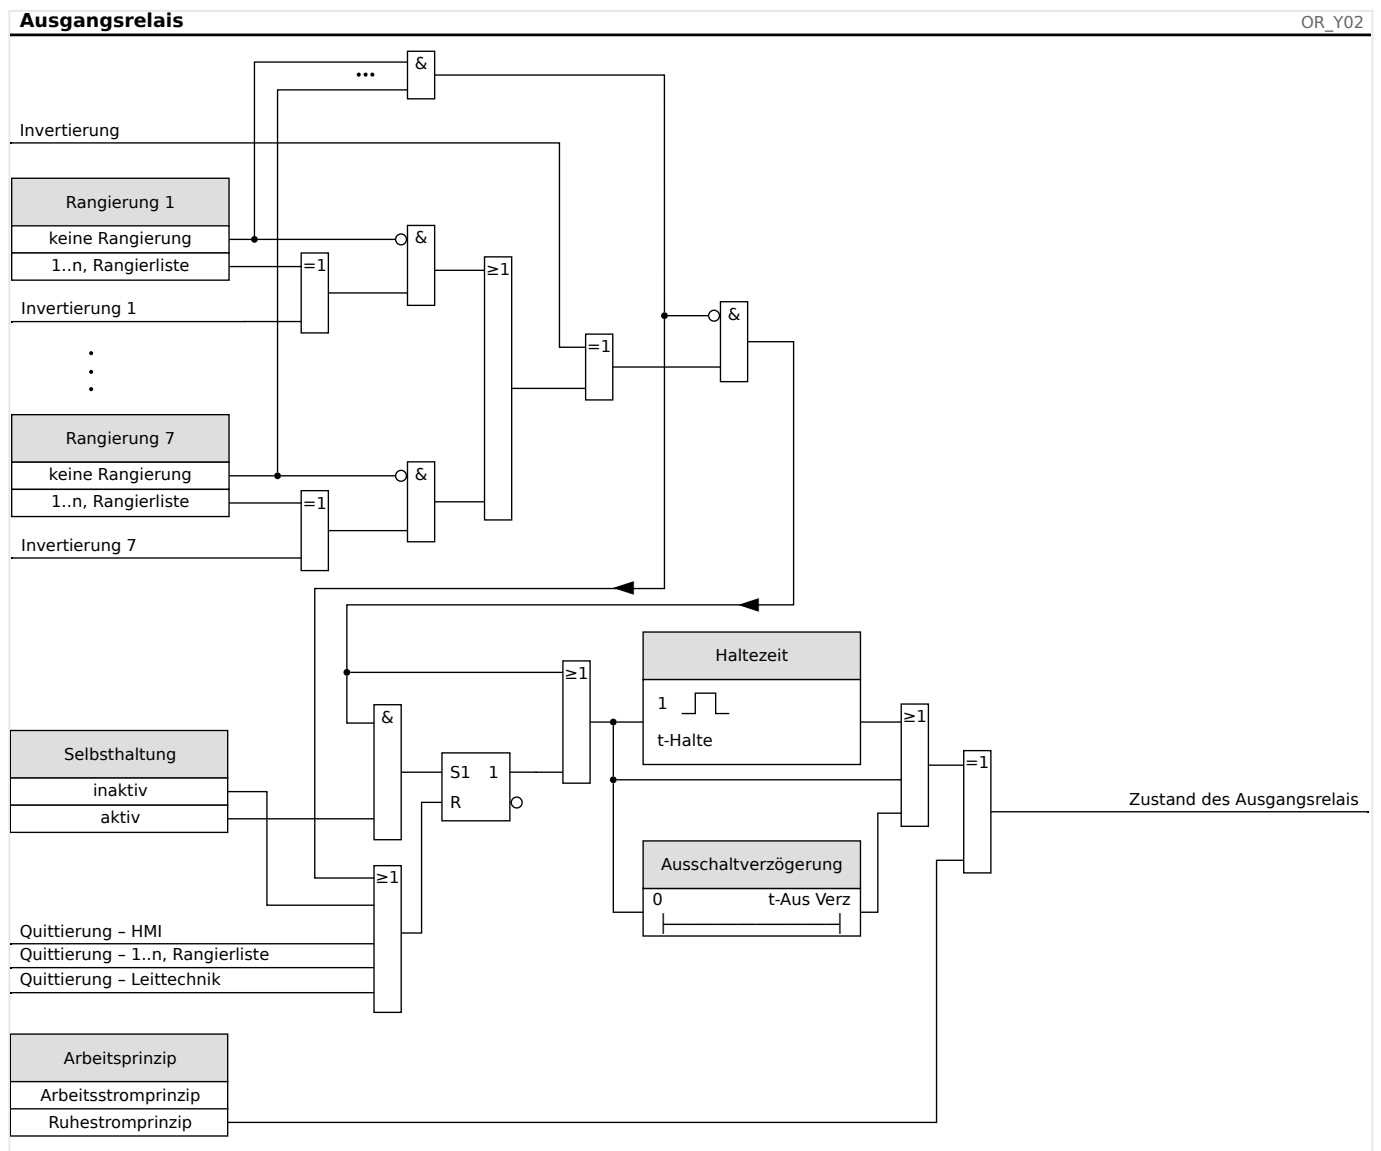 Ausgangsrelais
OR_Y02
&
•••
Invertierung
Rangierung 1
keine Rangierung
&
1..n, Rangierliste
=1
≥1
Invertierung 1
&
=1
Rangierung 7
keine Rangierung
&
1..n, Rangierliste
=1
Invertierung 7
Haltezeit
≥1
1
t-Halte
&
≥1
Selbsthaltung
inaktiv
aktiv
S1 1
R
=1
Zustand des Ausgangsrelais
Ausschaltverzögerung
0 t-Aus Verz
≥1
Quittierung – HMI
Quittierung – 1..n, Rangierliste
Quittierung – Leittechnik
Arbeitsprinzip
Arbeitsstromprinzip
Ruhestromprinzip